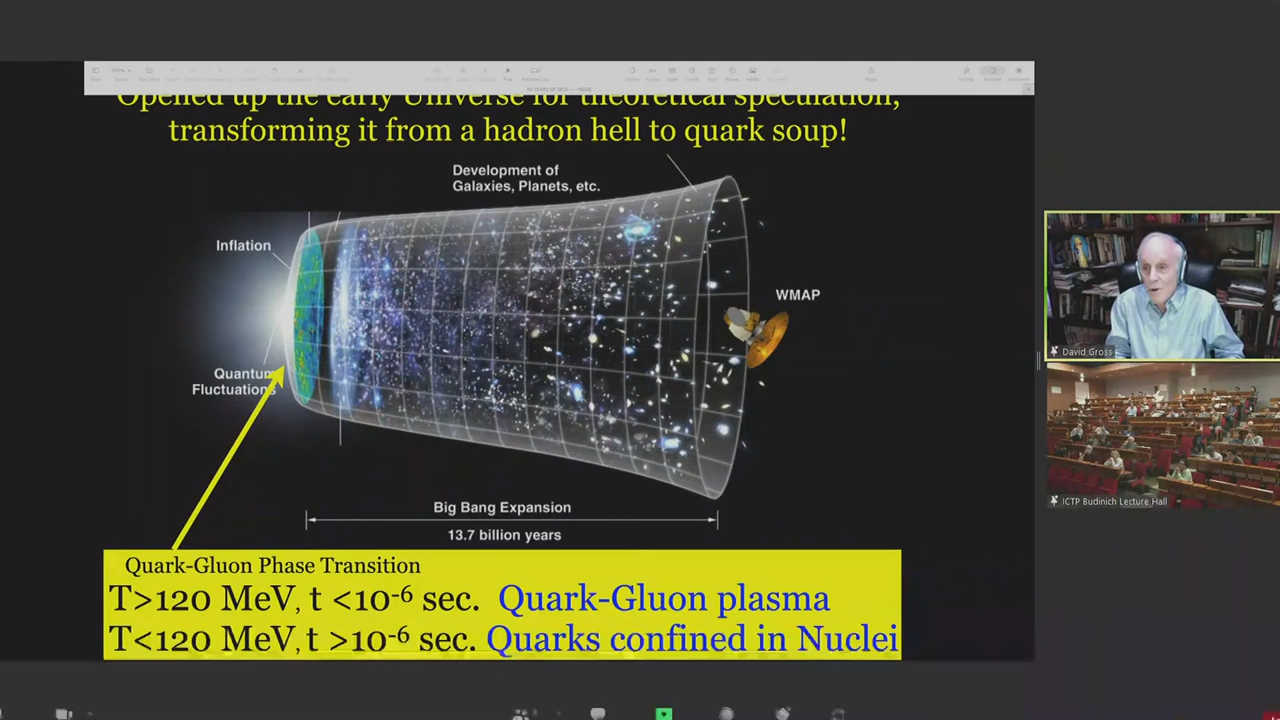 Opened up the early Universe for theoretical speculation,
transforming it from a hadron hell to quark soup!
Development of
Galaxies, Planets, etc.
Inflation
WMAP
Quantum
Fluctuations
Big Bang Expansion
13.7 billion years
Quark-Gluon Phase Transition
T>120 MeV, t <10⁻⁶ sec. Quark-Gluon plasma
T<120 MeV, t >10⁻⁶ sec. Quarks confined in Nuclei
David Gross
ICTP Budinich Lecture Hall